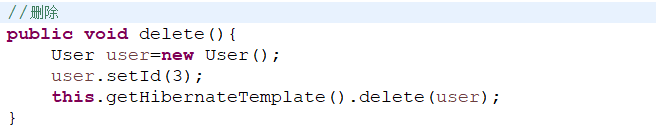 //删除
public void delete(){
    User user=new User();
    user.setId(3);
    this.getHibernateTemplate().delete(user);
}